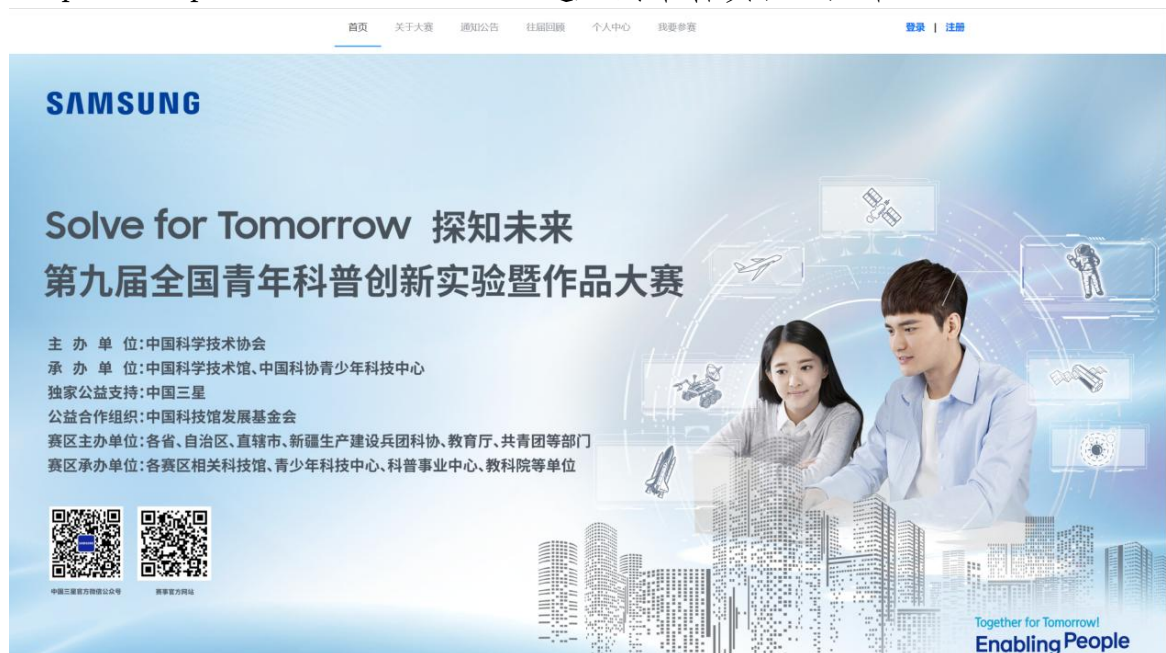 首页 关于大赛 通知公告 往届回顾 个人中心 我要参赛 登录 | 注册
SAMSUNG
Solve for Tomorrow 探知未来
第九届全国青年科普创新实验暨作品大赛
主 办 单 位:中国科学技术协会
承 办 单 位:中国科学技术馆、中国科协青少年科技中心
独家公益支持:中国三星
公益合作组织:中国科技馆发展基金会
赛区主办单位:各省、自治区、直辖市、新疆生产建设兵团科协、教育厅、共青团等部门
赛区承办单位:各赛区相关科技馆、青少年科技中心、科普事业中心、教科院等单位
中国三星官方微信公众号 赛事官方网站
Together for Tomorrow!
Enabling People